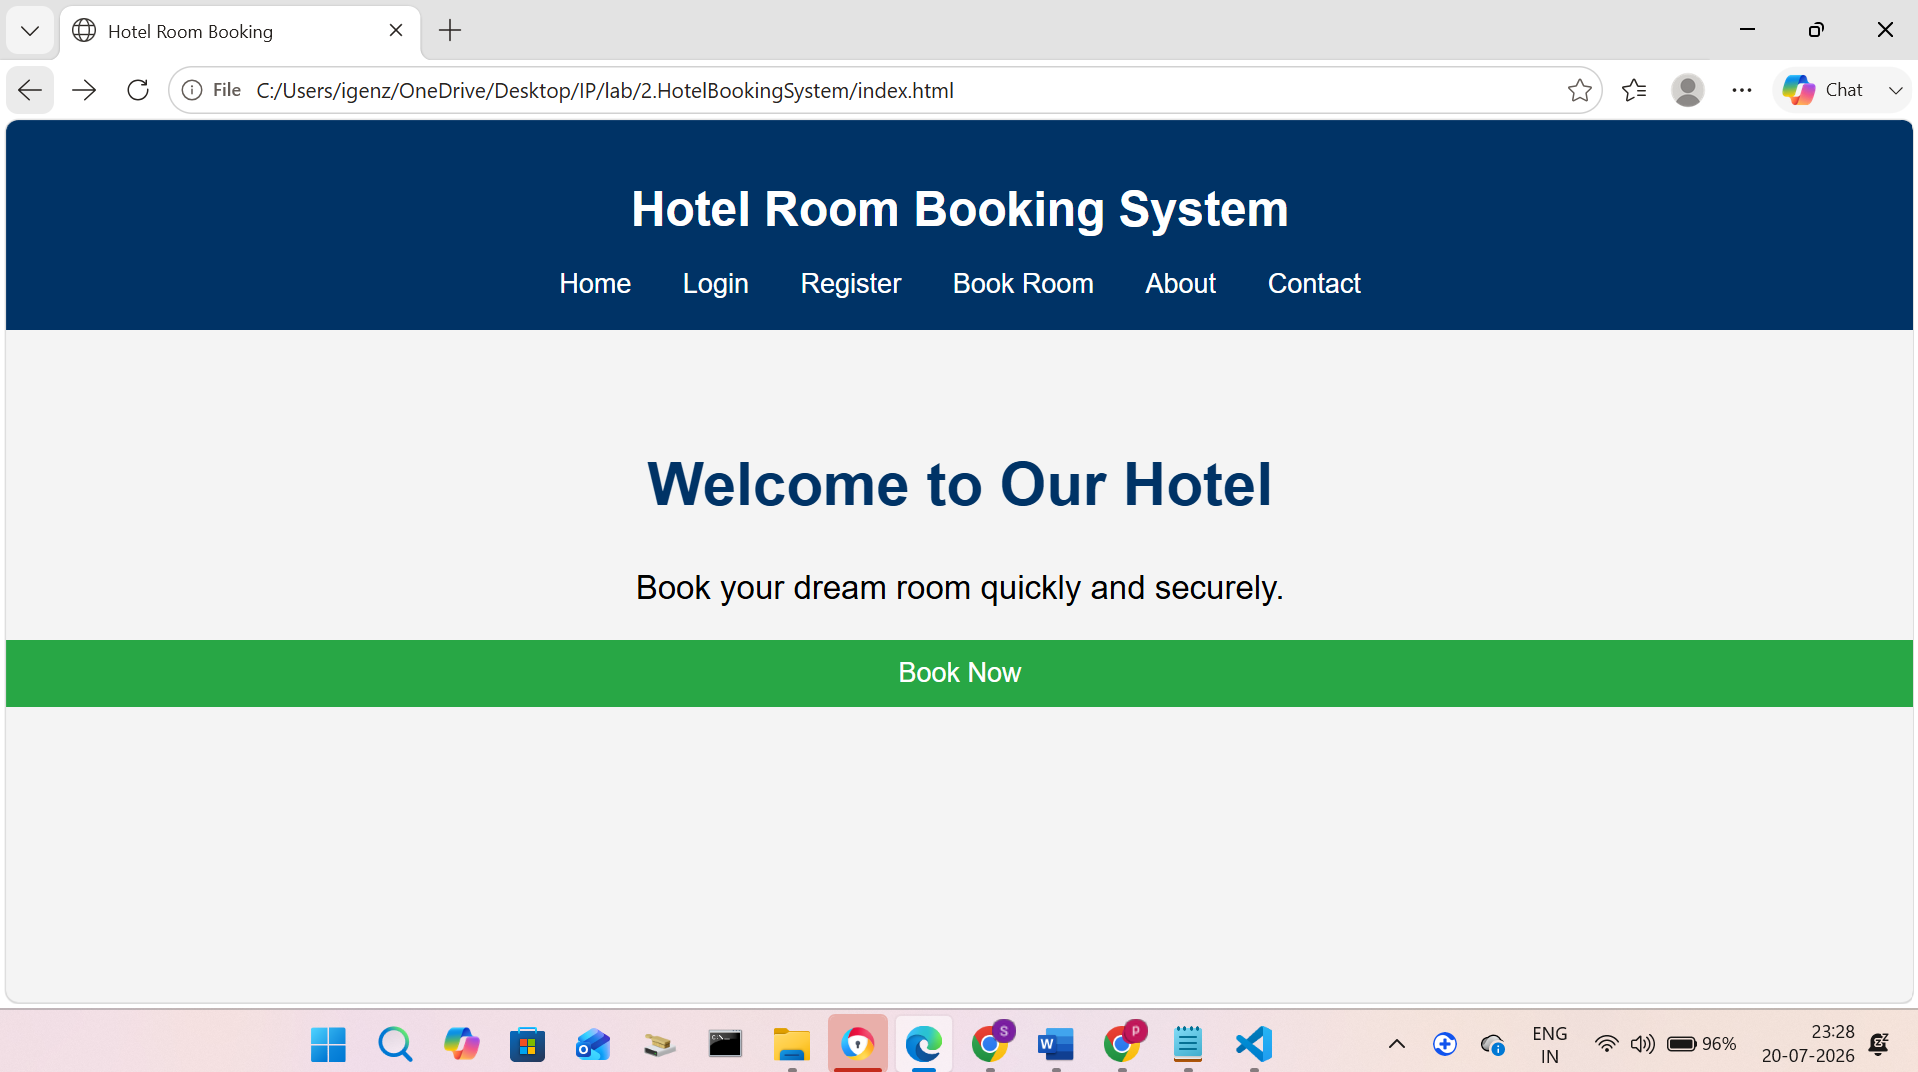 Hotel Room Booking
File C:/Users/igenz/OneDrive/Desktop/IP/lab/2.HotelBookingSystem/index.html
Chat
Hotel Room Booking System
Home Login Register Book Room About Contact
Welcome to Our Hotel
Book your dream room quickly and securely.
Book Now
S
P
W
ENG
IN
96%
23:28
20-07-2026